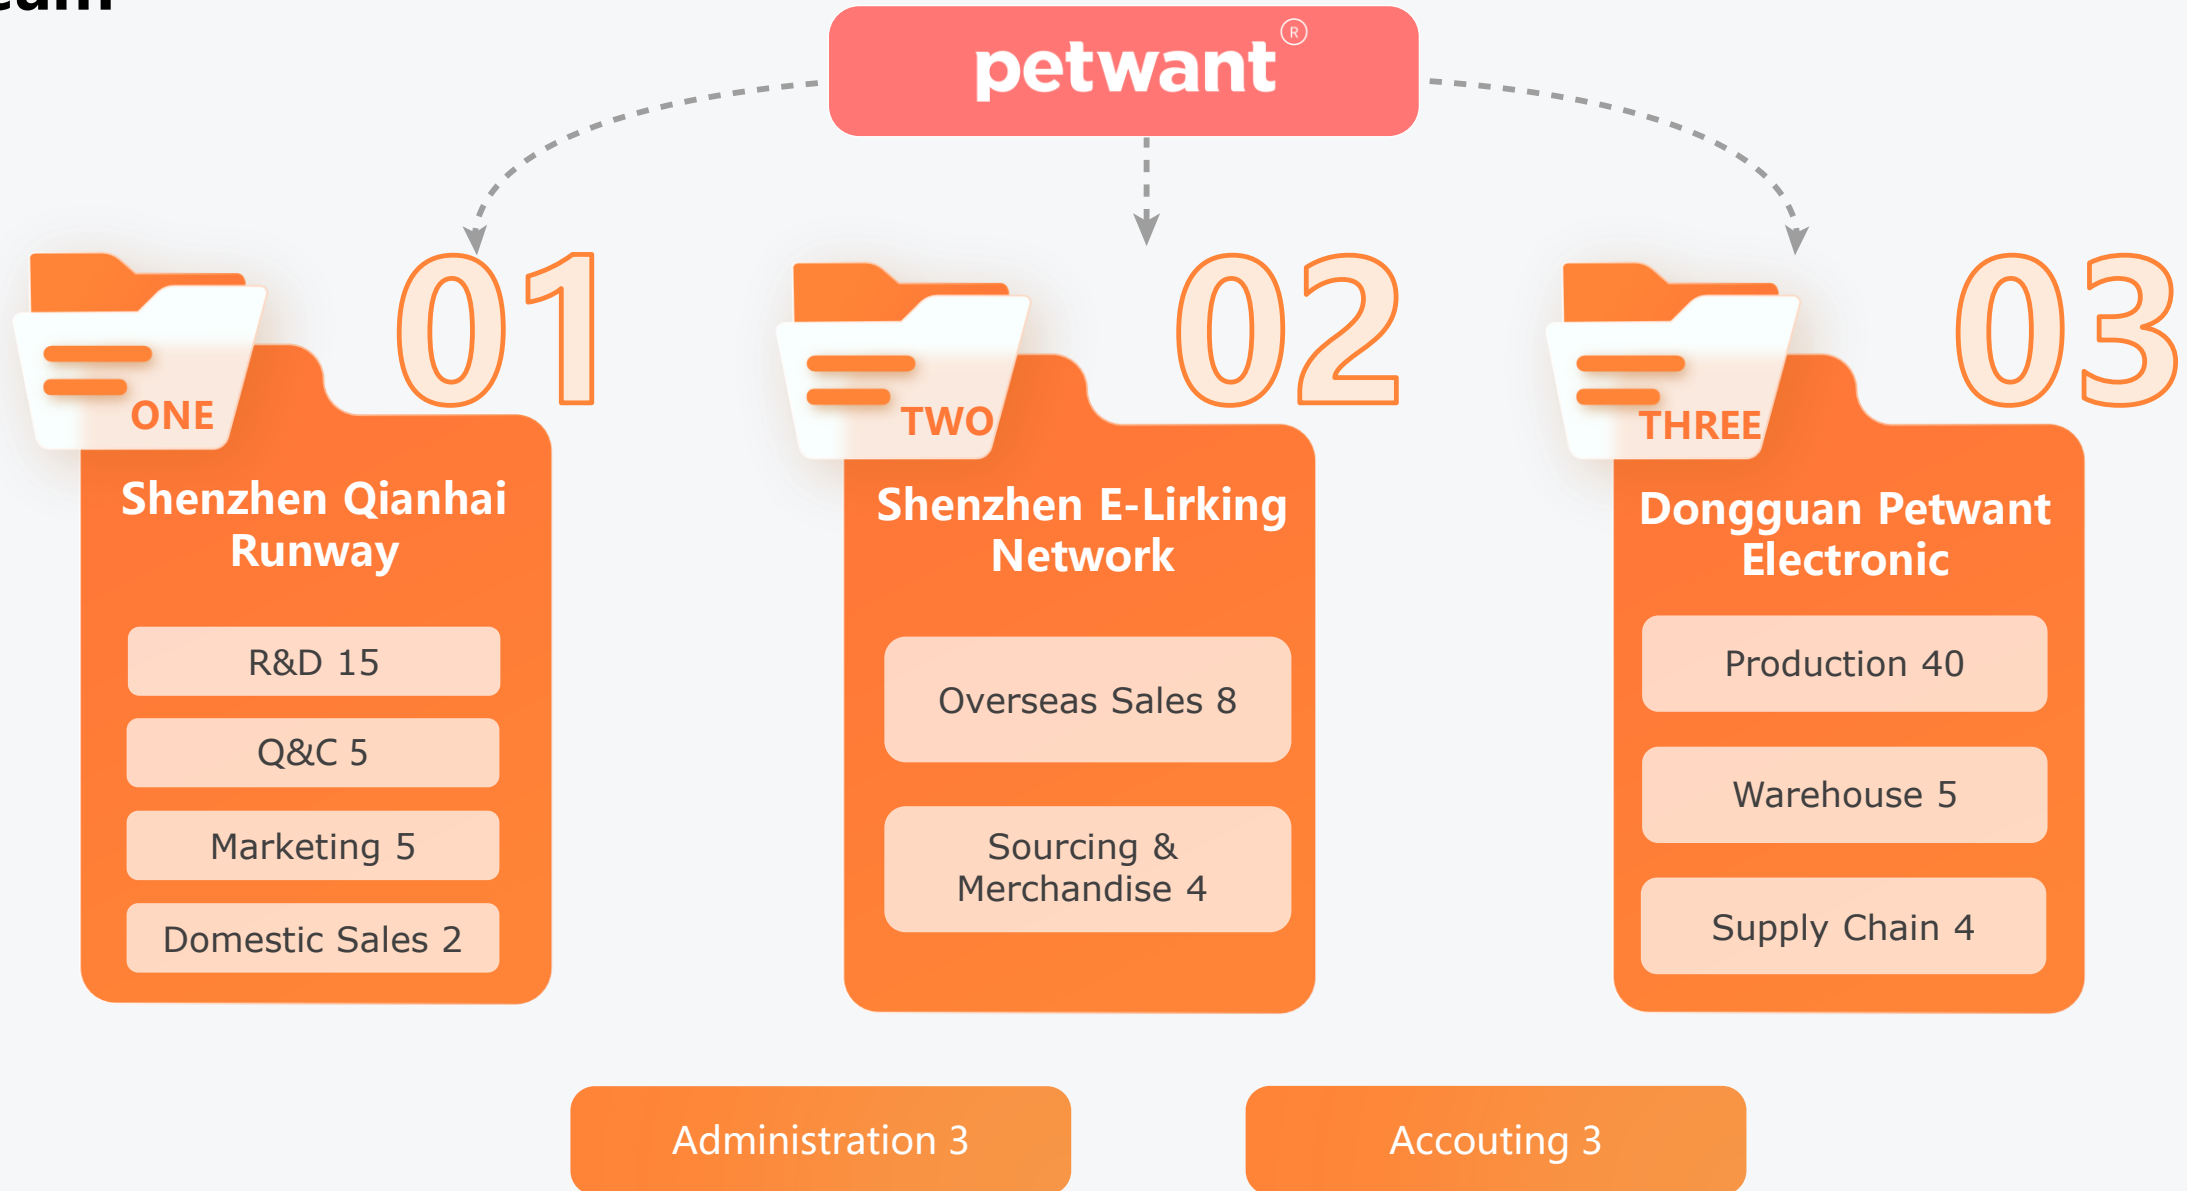 petwant®
01
02
03
ONE
TWO
THREE
Shenzhen Qianhai
Runway
Shenzhen E-Lirking
Network
Dongguan Petwant
Electronic
R&D 15
Q&C 5
Marketing 5
Domestic Sales 2
Overseas Sales 8
Sourcing &
Merchandise 4
Production 40
Warehouse 5
Supply Chain 4
Administration 3
Accouting 3